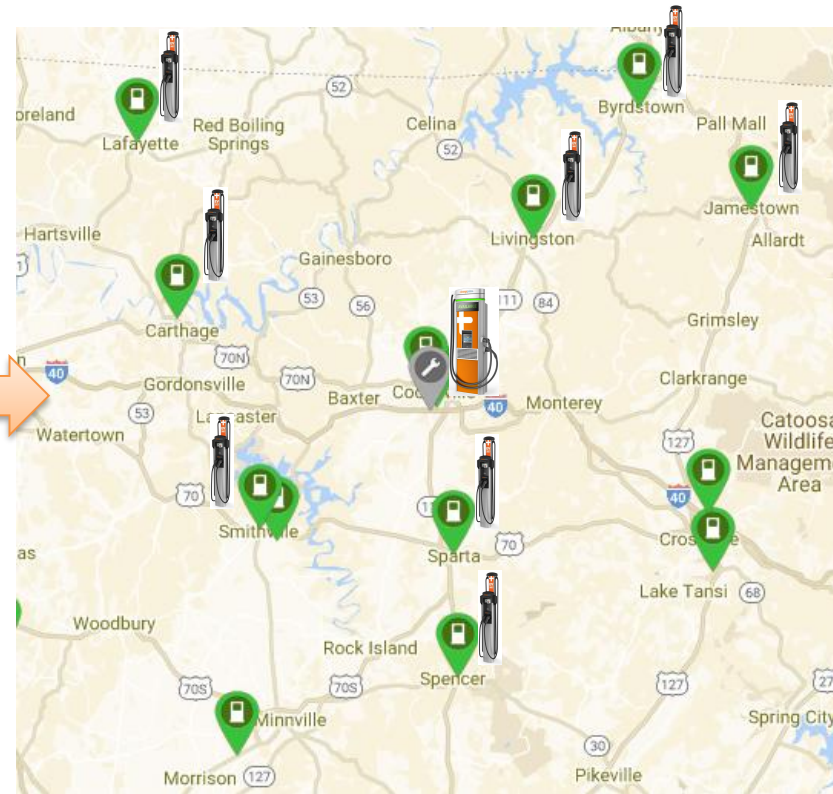 Byrdstown
Pall Mall
Lafayette
Red Boiling
Springs
Celina
52
52
Jamestown
Allardt
Hartsville
Livingston
Gainesboro
53
56
111
84
Grimsley
Carthage
70N
40
Gordonsville
70N
Baxter
40
Monterey
Clarkrange
53
Watertown
127
Catoosa
Wildlife
Managem
Area
70
40
Smithville
Sparta
70
Lake Tansi
68
Woodbury
Rock Island
Spencer
70S
70S
127
27
Minnville
Spring City
30
Morrison
127
Pikeville